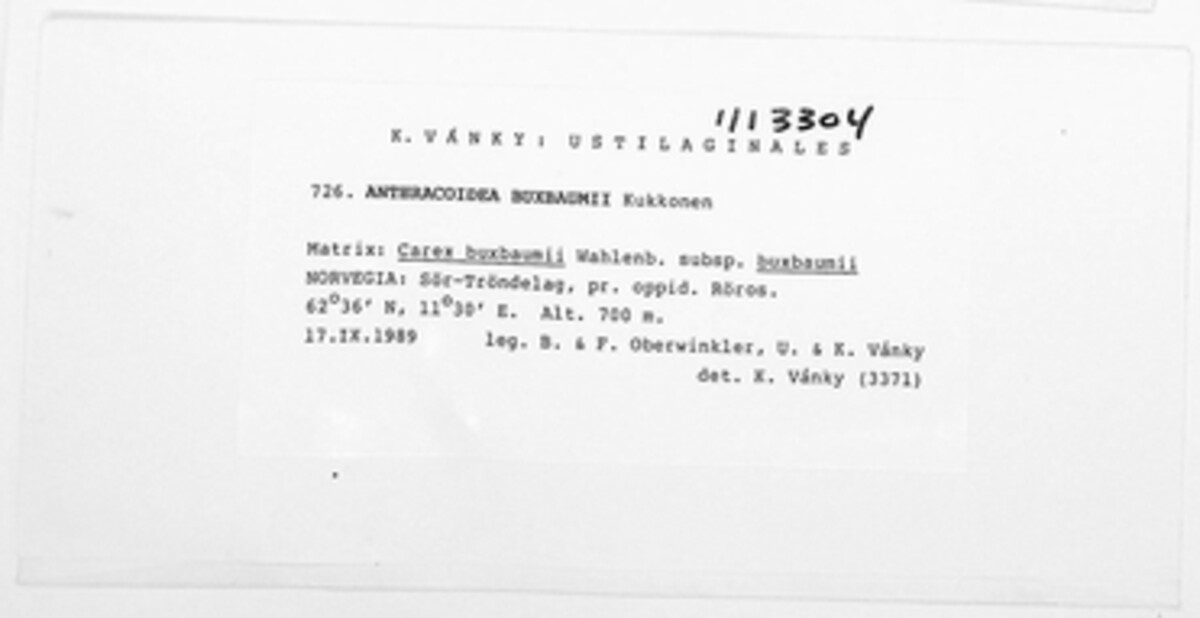 1113304
K. VÁNKY: USTILAGINALES
726. ANTHRACOIDEA BUXBAUMII Kukkonen
Matrix: Carex buxbaumii Wahlenb. subsp. buxbaumii
NORVEGIA: Sör-Tröndelag, pr. oppid. Röros.
62°36' N, 11°30' E. Alt. 700 m.
17.IX.1989 leg. B. & F. Oberwinkler, U. & K. Vánky
det. K. Vánky (3371)